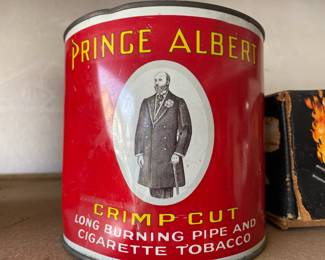 PRINCE ALBERT
CRIMP CUT
LONG BURNING PIPE AND
CIGARETTE TOBACCO